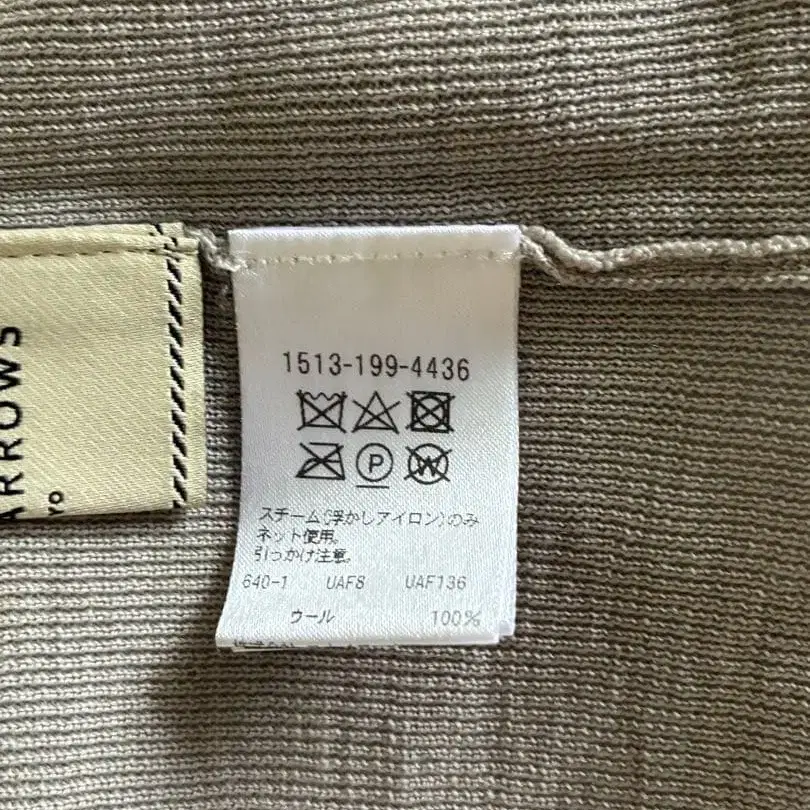 ARROWS
YO
1513-199-4436
P
W
スチーム(浮かしアイロン)のみ
ネット使用。
引っかけ注意。
640-1 UAF8 UAF136
ウール 100%